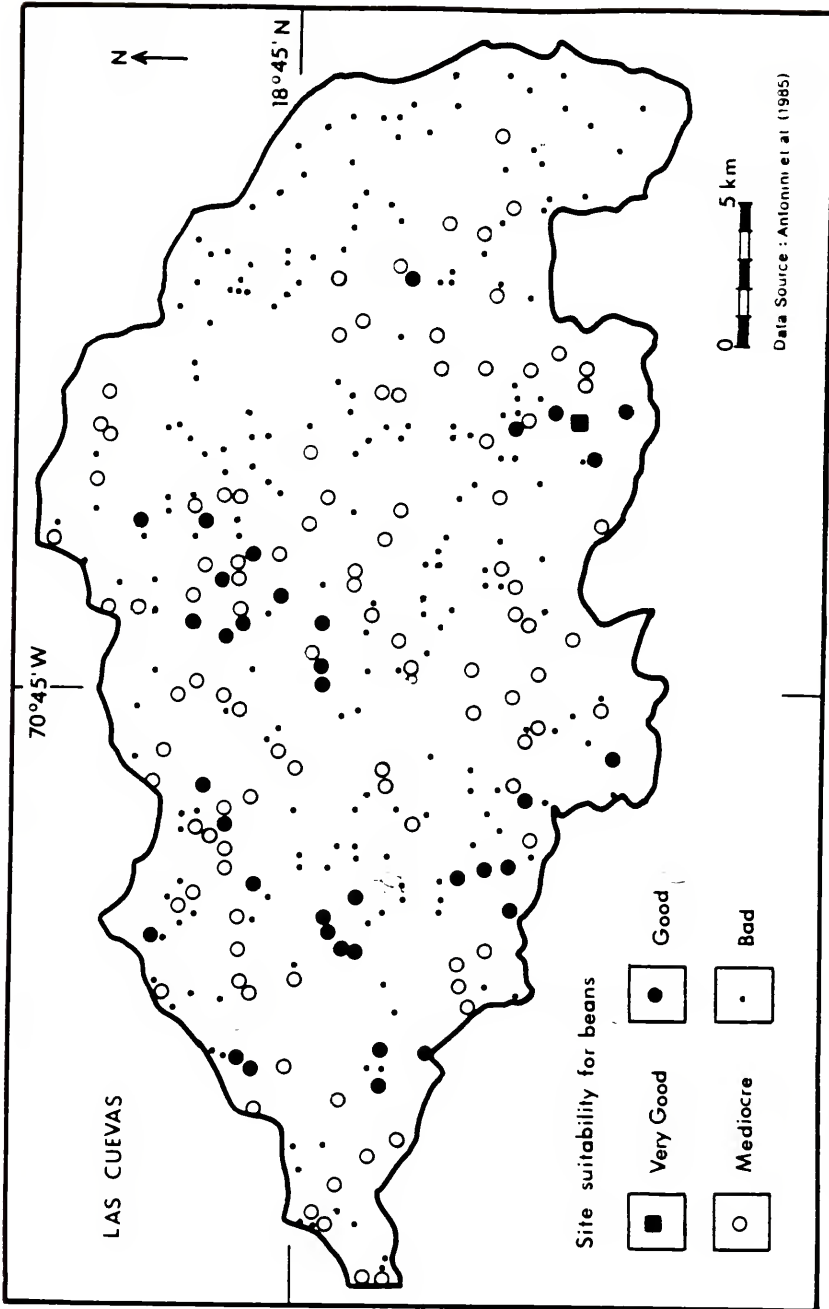 LAS CUEVAS
70°45' W
N
18°45' N
Site suitability for beans
Very Good
Good
Mediocre
Bad
0 5 km
Data Source : Antonini et al (1985)